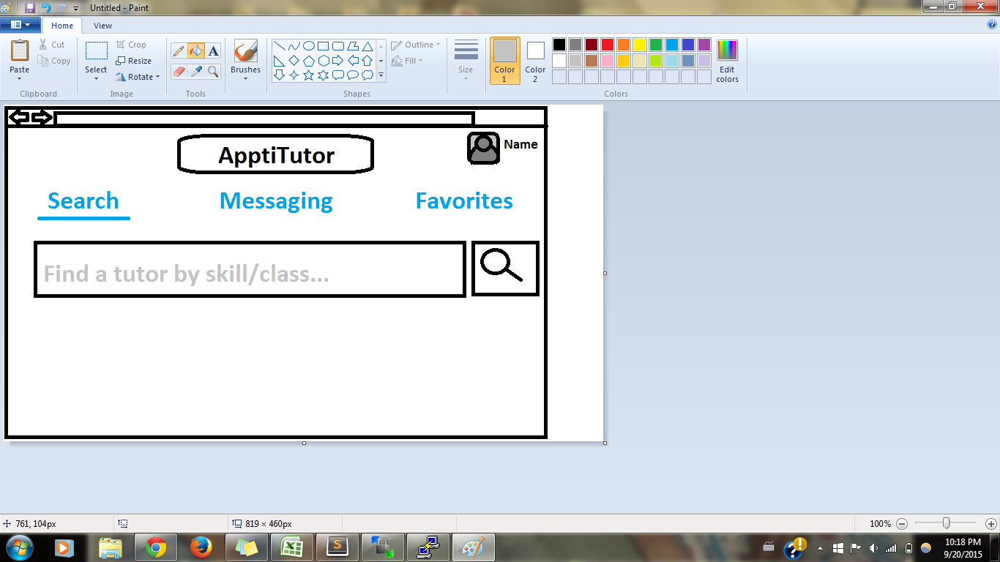 Untitled - Paint
Home View
Paste
Cut
Copy
Clipboard
Select
Crop
Resize
Rotate
Image
A
Tools
Brushes
Outline
Fill
Shapes
Size
Color 1
Color 2
Edit colors
Colors
ApptiTutor
Name
Search Messaging Favorites
Find a tutor by skill/class...
761, 104px
819 × 460px
100%
10:18 PM
9/20/2015